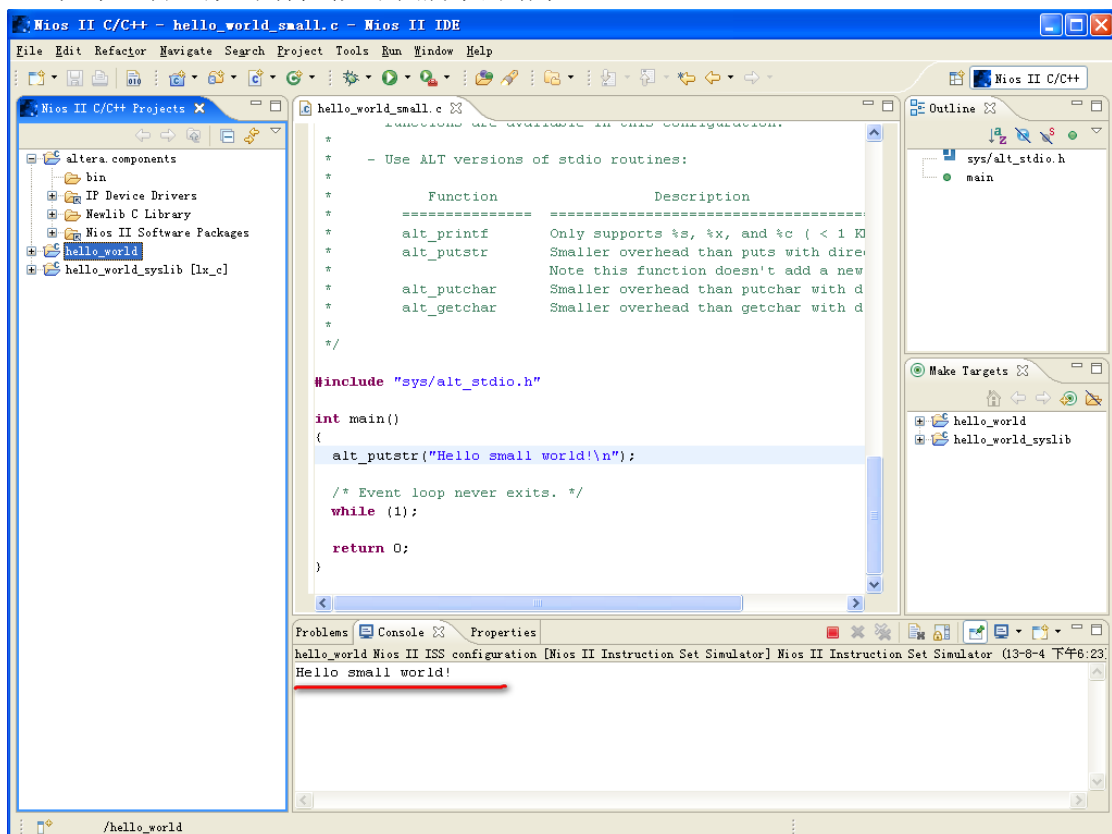 Nios II C/C++ - hello_world_small.c - Nios II IDE
File Edit Refactor Navigate Search Project Tools Run Window Help
Nios II C/C++
Nios II C/C++ Projects
altera.components
bin
IP Device Drivers
Newlib C Library
Nios II Software Packages
hello_world
hello_world_syslib [lx_c]
hello_world_small.c
functions are available in this configuration.
*
* - Use ALT versions of stdio routines:
*
* Function Description
* =============== =====================================
* alt_printf Only supports %s, %x, and %c ( < 1 K
* alt_putstr Smaller overhead than puts with dire
* Note this function doesn't add a new
* alt_putchar Smaller overhead than putchar with d
* alt_getchar Smaller overhead than getchar with d
*
*/
#include "sys/alt_stdio.h"
int main()
{
alt_putstr("Hello small world!\n");
/* Event loop never exits. */
while (1);
return 0;
}
Outline
sys/alt_stdio.h
main
Make Targets
hello_world
hello_world_syslib
Problems Console Properties
hello_world Nios II ISS configuration [Nios II Instruction Set Simulator] Nios II Instruction Set Simulator (13-8-4 下午6:23
Hello small world!
/hello_world